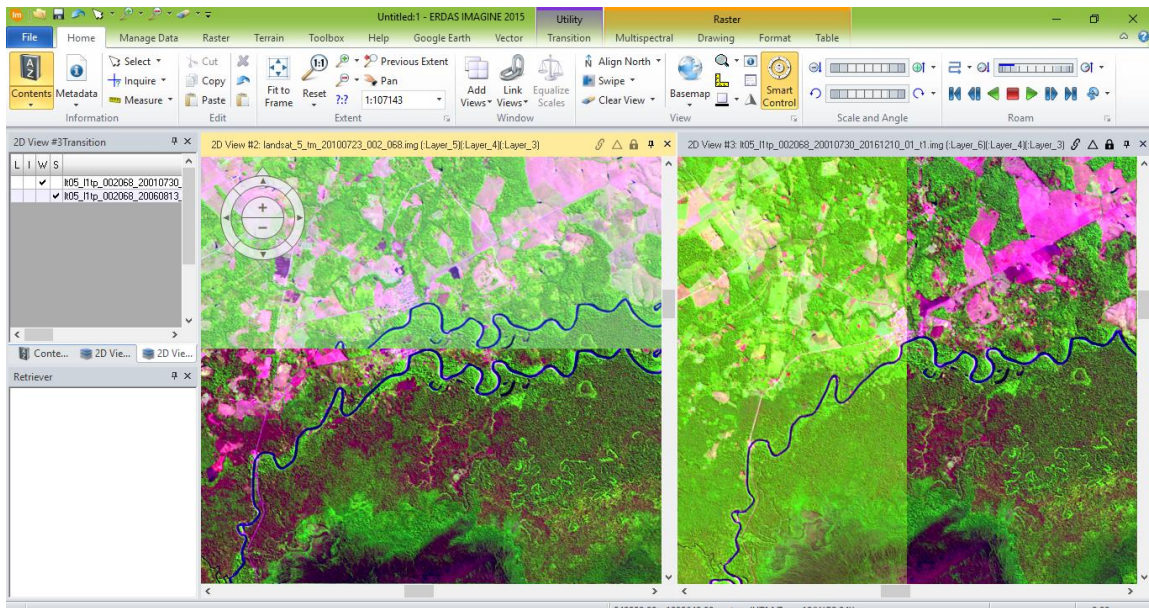 Untitled:1 - ERDAS IMAGINE 2015
Utility
Raster
File Home Manage Data Raster Terrain Toolbox Help Google Earth Vector Transition Multispectral Drawing Format Table
Contents
Metadata
Information
Select
Inquire
Measure
Cut
Copy
Paste
Edit
Fit to
Frame
Reset
?:?
Previous Extent
Pan
1:107143
Extent
Add
Views
Link
Views
Equalize
Scales
Window
Align North
Swipe
Clear View
Basemap
Smart
Control
View
Scale and Angle
Roam
2D View #3Transition
L I W S
lt05_l1tp_002068_20010730_
lt05_l1tp_002068_20060813_
Conte... 2D Vie... 2D Vie...
Retriever
2D View #2: landsat_5_tm_20100723_002_068.img (:Layer_5)(:Layer_4)(:Layer_3)
2D View #3: lt05_l1tp_002068_20010730_20161210_01_t1.img (:Layer_6)(:Layer_4)(:Layer_3)